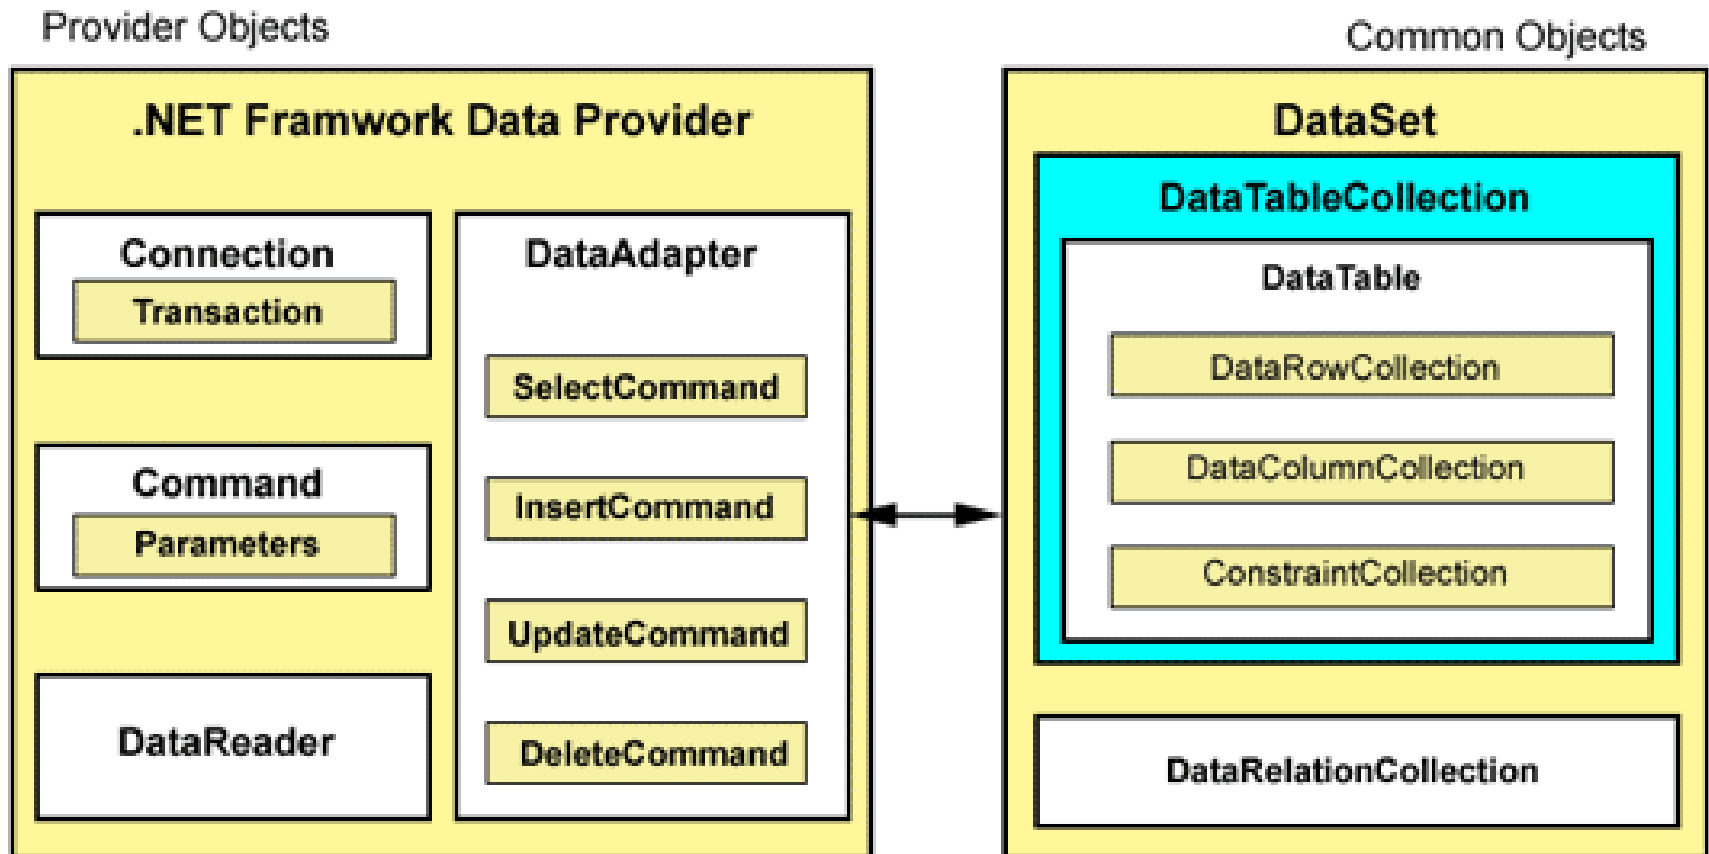 Provider Objects
Common Objects
.NET Framwork Data Provider
Connection
Transaction
Command
Parameters
DataReader
DataAdapter
SelectCommand
InsertCommand
UpdateCommand
DeleteCommand
DataSet
DataTableCollection
DataTable
DataRowCollection
DataColumnCollection
ConstraintCollection
DataRelationCollection